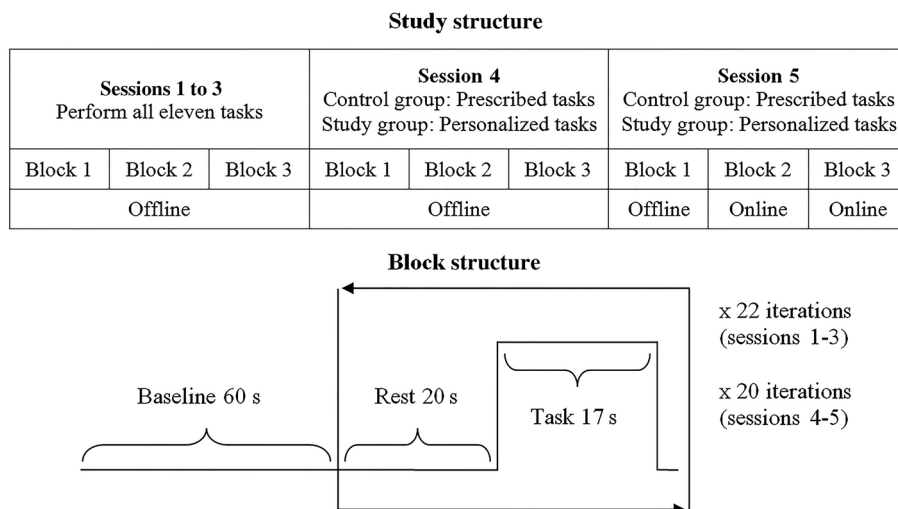 Study structure
Sessions 1 to 3
Perform all eleven tasks
Session 4
Control group: Prescribed tasks
Study group: Personalized tasks
Session 5
Control group: Prescribed tasks
Study group: Personalized tasks
Block 1 Block 2 Block 3 Block 1 Block 2 Block 3 Block 1 Block 2 Block 3
Offline Offline Offline Online Online
Block structure
x 22 iterations
(sessions 1-3)
x 20 iterations
(sessions 4-5)
Baseline 60 s Rest 20 s Task 17 s